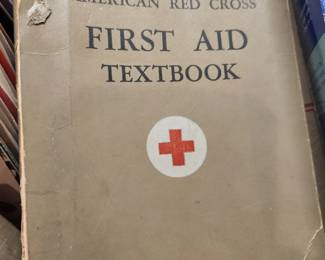 AMERICAN RED CROSS
FIRST AID
TEXTBOOK